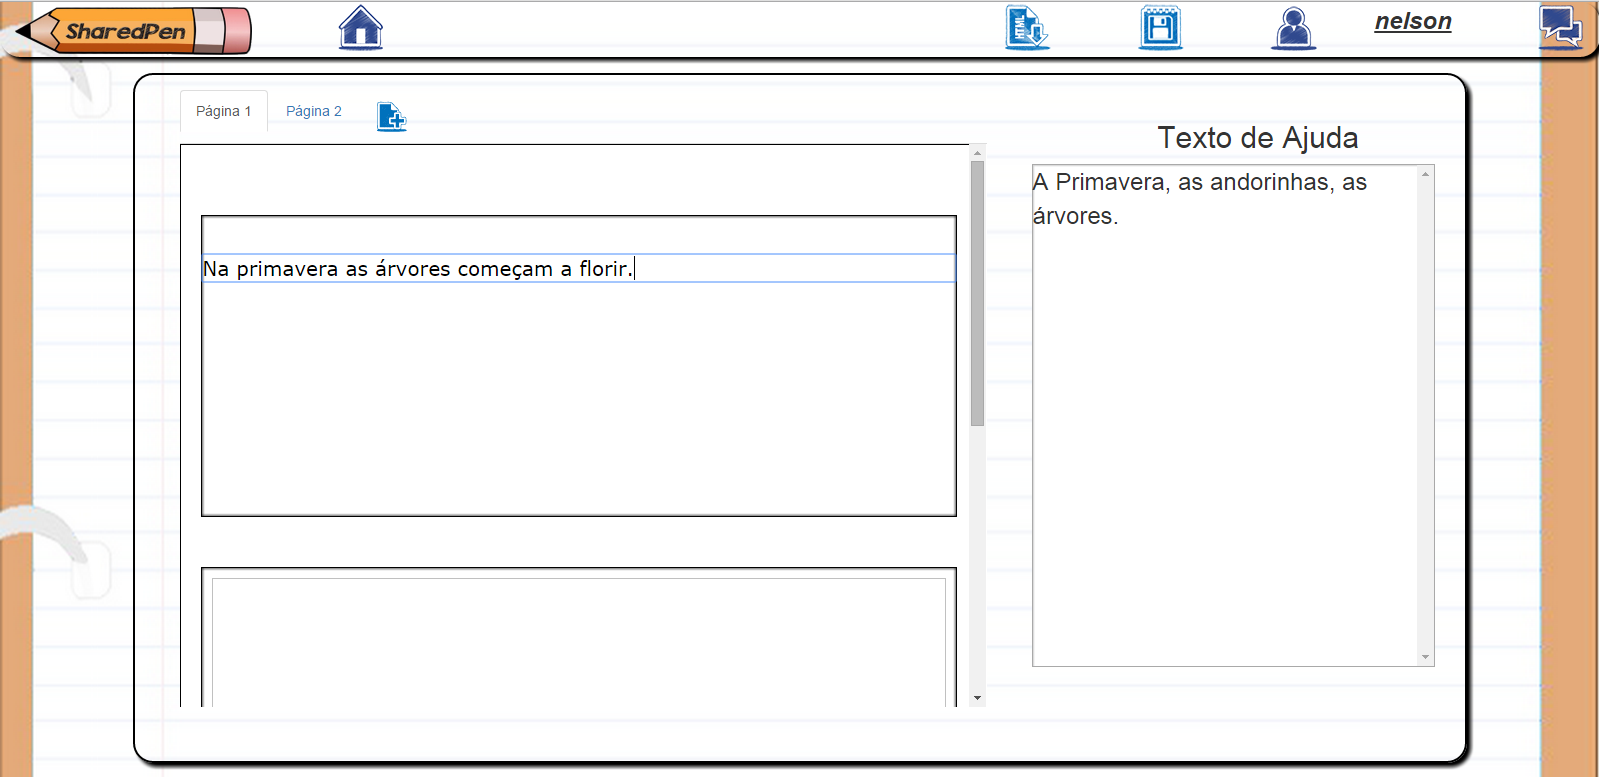 SharedPen
HTML
nelson
Página 1
Página 2
Texto de Ajuda
A Primavera, as andorinhas, as
árvores.
Na primavera as árvores começam a florir.